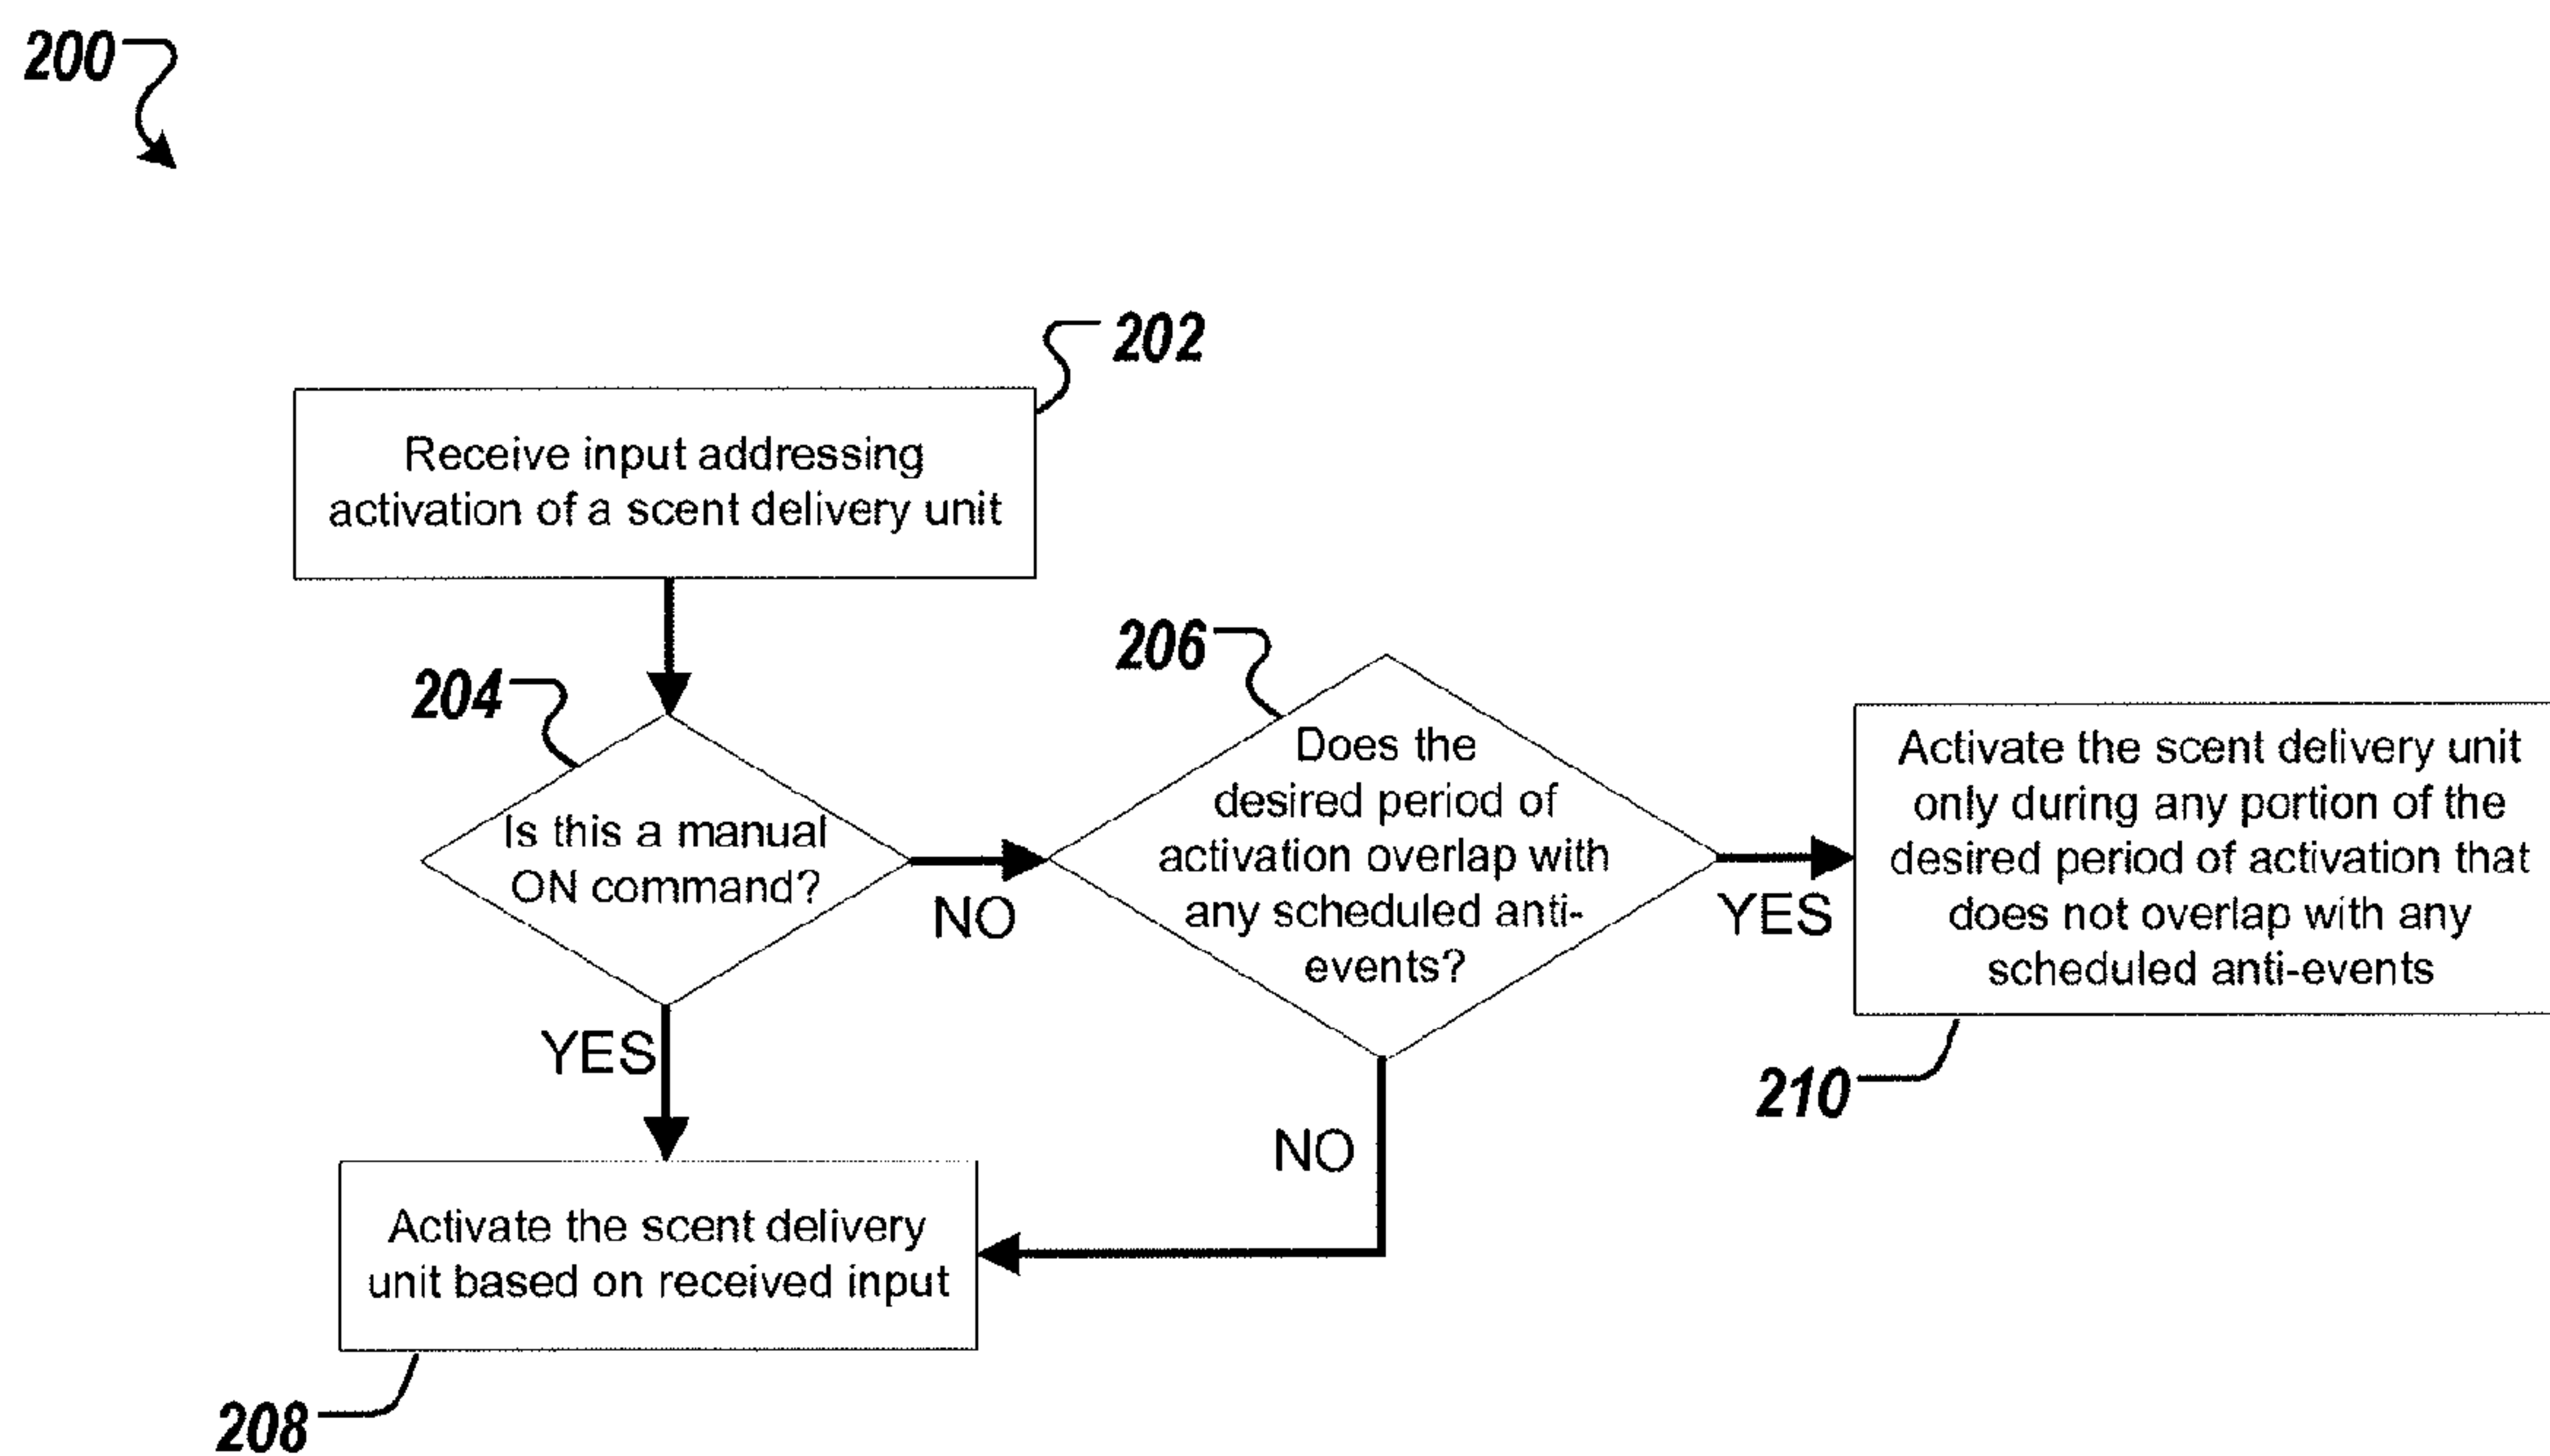 200
202
Receive input addressing
activation of a scent delivery unit
204
Is this a manual
ON command?
NO
YES
206
Does the
desired period of
activation overlap with
any scheduled anti-
events?
YES
NO
Activate the scent delivery unit
only during any portion of the
desired period of activation that
does not overlap with any
scheduled anti-events
210
Activate the scent delivery
unit based on received input
208